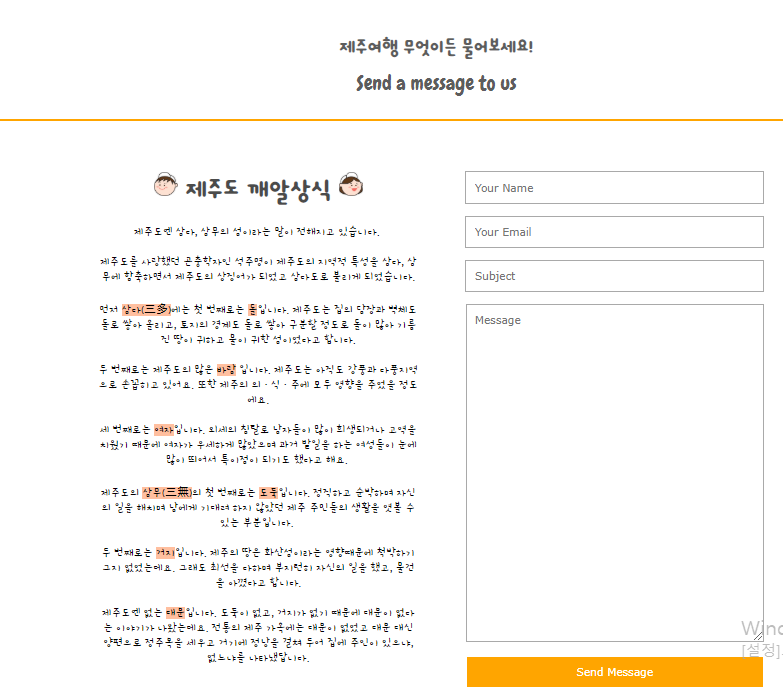 제주여행 무엇이든 물어보세요!
Send a message to us
제주도 깨알상식
제주도엔 삼다, 삼무의 섬이라는 말이 전해지고 있습니다.
제주도를 사랑했던 곤충학자인 석주명이 제주도의 지역적 특성을 삼다, 삼
무에 함축하면서 제주도의 상징어가 되었고 삼다도로 불리게 되었습니다.
먼저 삼다(三多)에는 첫 번째로는 돌입니다. 제주도는 집의 담장과 벽체도
돌로 쌓아 올리고, 토지의 경계도 돌로 쌓아 구분할 정도로 돌이 많아 기름
진 땅이 귀하고 물이 귀한 섬이었다고 합니다.
두 번째로는 제주도의 많은 바람 입니다. 제주도는 아직도 강풍과 다풍지역
으로 손꼽히고 있어요. 또한 제주의 의 · 식 · 주에 모두 영향을 주었을 정도
예요.
세 번째로는 여자입니다. 외세의 침탈로 남자들이 많이 희생되거나 고역을
치뤘기 때문에 여자가 우세하게 많았으며 과거 밭일을 하는 여성들이 눈에
많이 띄어서 특이점이 되기도 했다고 해요.
제주도의 삼무(三無)의 첫 번째로는 도둑입니다. 정직하고 순박하며 자신
의 일을 해치며 남에게 기대려 하지 않았던 제주 주민들의 생활을 엿볼 수
있는 부분입니다.
두 번째로는 거지입니다. 제주의 땅은 화산섬이라는 영향때문에 척박하기
그지 없었는데요. 그래도 최선을 다하며 부지런히 자신의 일을 했고, 물건
을 아꼈다고 합니다.
제주도엔 없는 대문입니다. 도둑이 없고, 거지가 없기 때문에 대문이 없다
는 이야기가 나왔는데요. 전통의 제주 가옥에는 대문이 없었고 대문 대신
양편으로 정주목을 세우고 거기에 정낭을 걸쳐 두어 집에 주인이 있으냐,
없느냐를 나타냈답니다.
Your Name
Your Email
Subject
Message
Send Message
[설정]